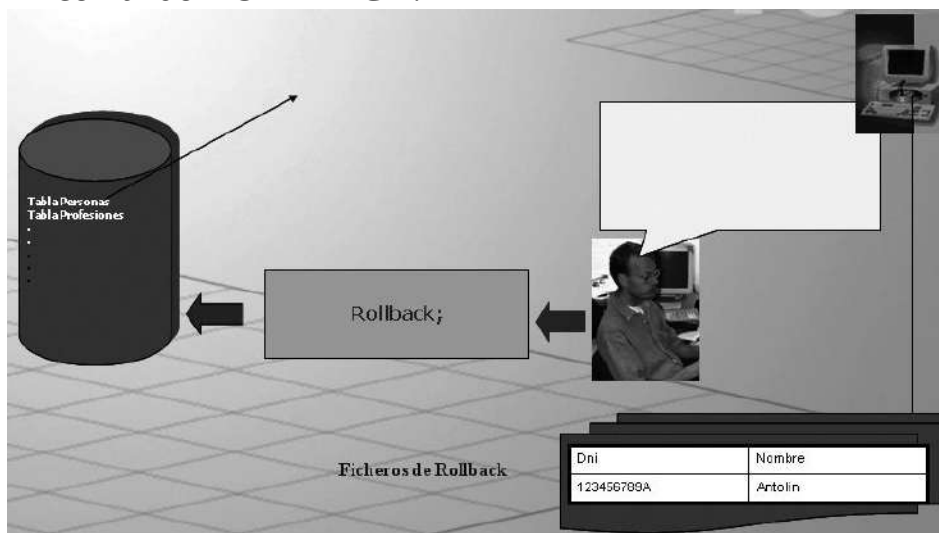 Tabla Personas
Tabla Profesiones
Rollback;
Ficheros de Rollback
Dni Nombre
123456789A Antolin